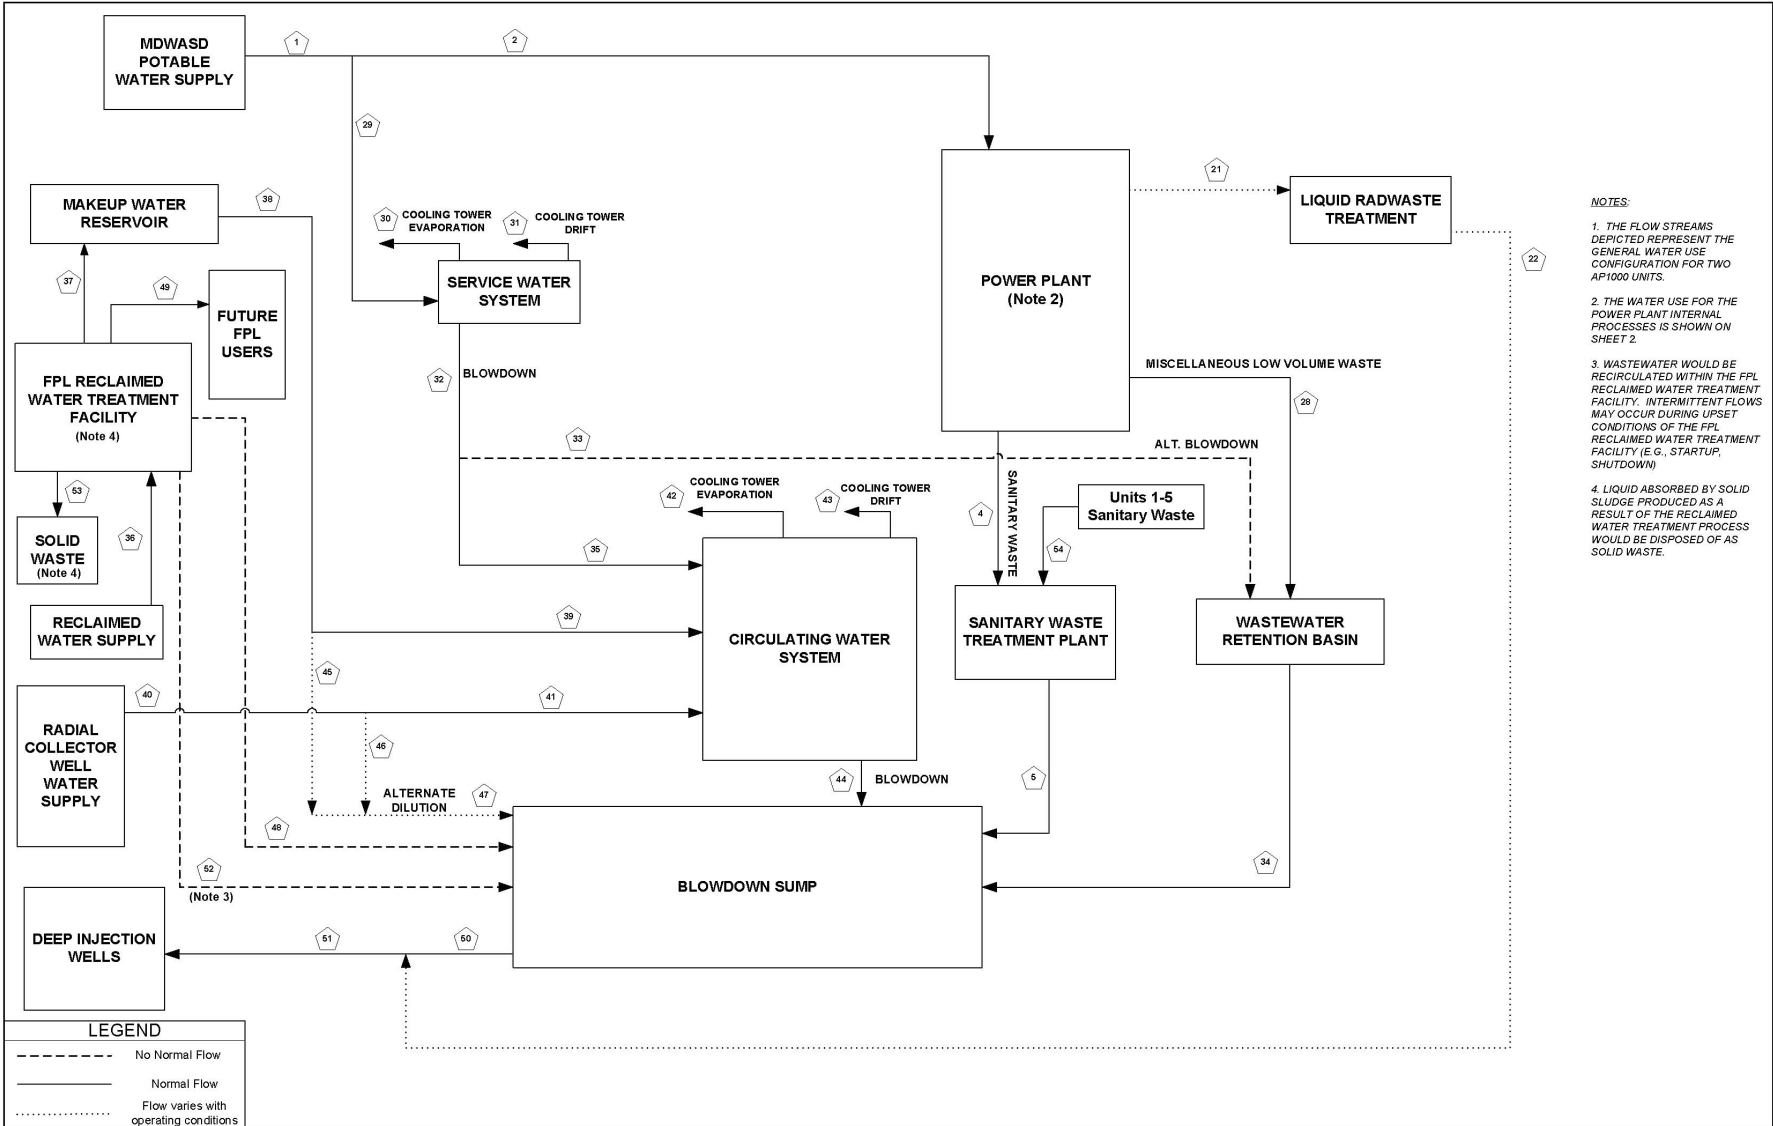 MDWASD
POTABLE
WATER SUPPLY
1
2
29
MAKEUP WATER
RESERVOIR
38
37
49
FUTURE
FPL
USERS
FPL RECLAIMED
WATER TREATMENT
FACILITY
(Note 4)
53
SOLID
WASTE
(Note 4)
36
RECLAIMED
WATER SUPPLY
30
COOLING TOWER
EVAPORATION
31
COOLING TOWER
DRIFT
SERVICE WATER
SYSTEM
32
BLOWDOWN
33
ALT. BLOWDOWN
POWER PLANT
(Note 2)
21
LIQUID RADWASTE
TREATMENT
22
MISCELLANEOUS LOW VOLUME WASTE
28
4
SANITARY WASTE
Units 1-5
Sanitary Waste
54
SANITARY WASTE
TREATMENT PLANT
WASTEWATER
RETENTION BASIN
42
COOLING TOWER
EVAPORATION
43
COOLING TOWER
DRIFT
35
39
CIRCULATING WATER
SYSTEM
45
40
41
RADIAL
COLLECTOR
WELL
WATER
SUPPLY
46
ALTERNATE
DILUTION
47
44
BLOWDOWN
5
34
48
52
(Note 3)
BLOWDOWN SUMP
DEEP INJECTION
WELLS
51
50
LEGEND
No Normal Flow
Normal Flow
Flow varies with
operating conditions
NOTES:
1. THE FLOW STREAMS
DEPICTED REPRESENT THE
GENERAL WATER USE
CONFIGURATION FOR TWO
AP1000 UNITS.
2. THE WATER USE FOR THE
POWER PLANT INTERNAL
PROCESSES IS SHOWN ON
SHEET 2.
3. WASTEWATER WOULD BE
RECIRCULATED WITHIN THE FPL
RECLAIMED WATER TREATMENT
FACILITY. INTERMITTENT FLOWS
MAY OCCUR DURING UPSET
CONDITIONS OF THE FPL
RECLAIMED WATER TREATMENT
FACILITY (E.G., STARTUP,
SHUTDOWN)
4. LIQUID ABSORBED BY SOLID
SLUDGE PRODUCED AS A
RESULT OF THE RECLAIMED
WATER TREATMENT PROCESS
WOULD BE DISPOSED OF AS
SOLID WASTE.